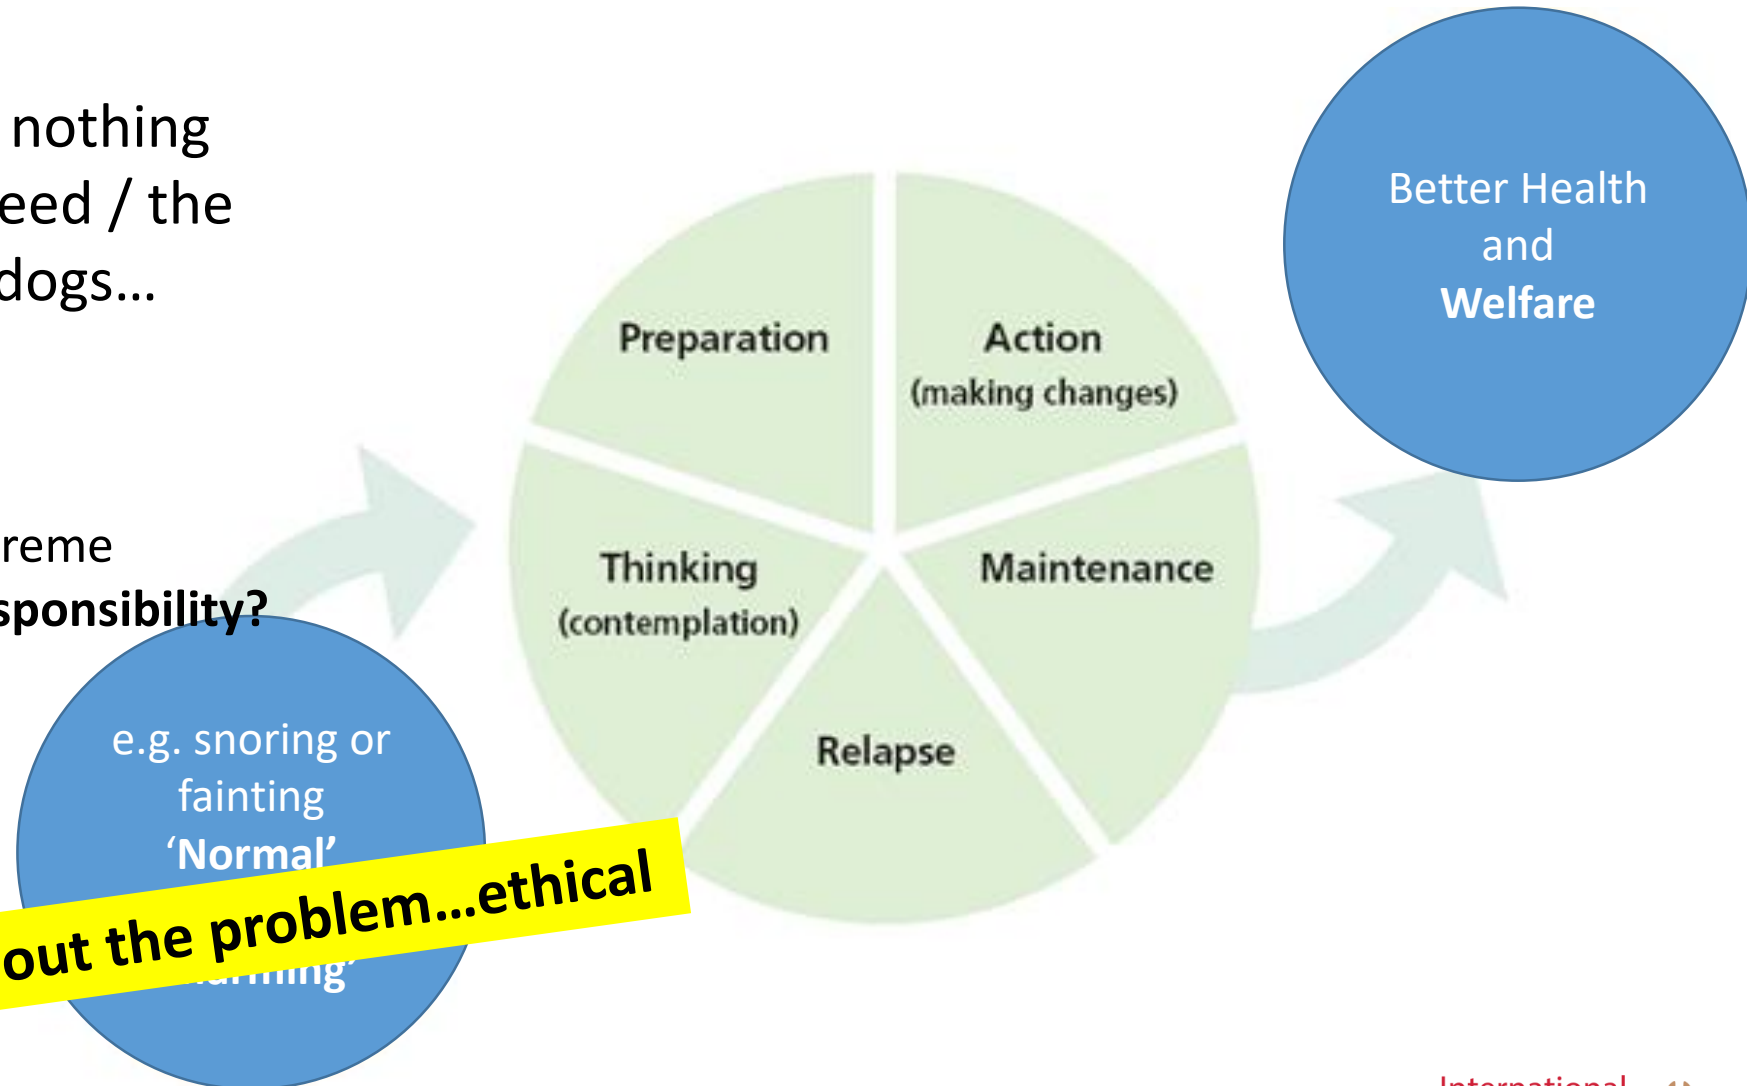 nothing
eed / the
dogs…
reme
sponsibility?
Preparation
Action
(making changes)
Thinking
(contemplation)
Maintenance
Relapse
Better Health
and
Welfare
e.g. snoring or
fainting
‘Normal’
out the problem…ethical
International